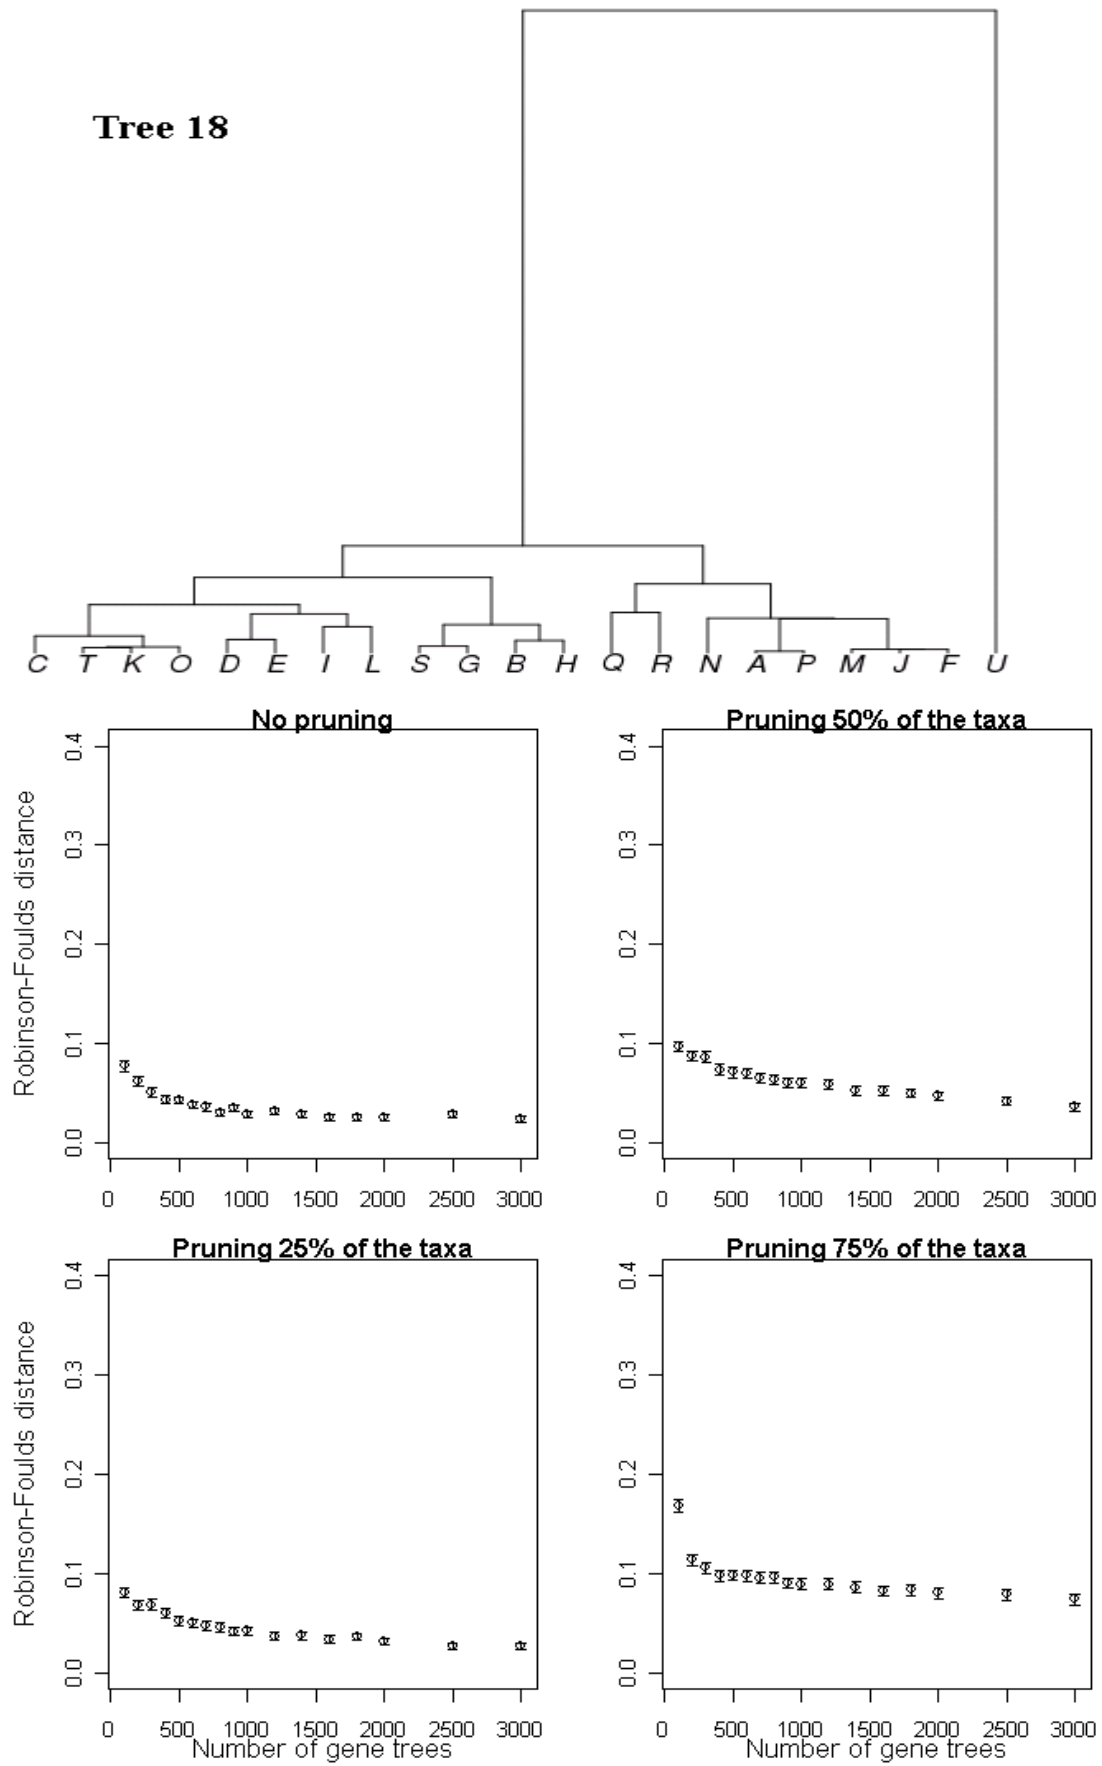 Tree 18
C T K O D E I L S G B H Q R N A P M J F U
No pruning
Robinson-Foulds distance
0.4
0.3
0.2
0.1
0.0
0 500 1000 1500 2000 2500 3000
Pruning 50% of the taxa
0.4
0.3
0.2
0.1
0.0
0 500 1000 1500 2000 2500 3000
Pruning 25% of the taxa
Robinson-Foulds distance
0.4
0.3
0.2
0.1
0.0
0 500 1000 1500 2000 2500 3000
Number of gene trees
Pruning 75% of the taxa
0.4
0.3
0.2
0.1
0.0
0 500 1000 1500 2000 2500 3000
Number of gene trees